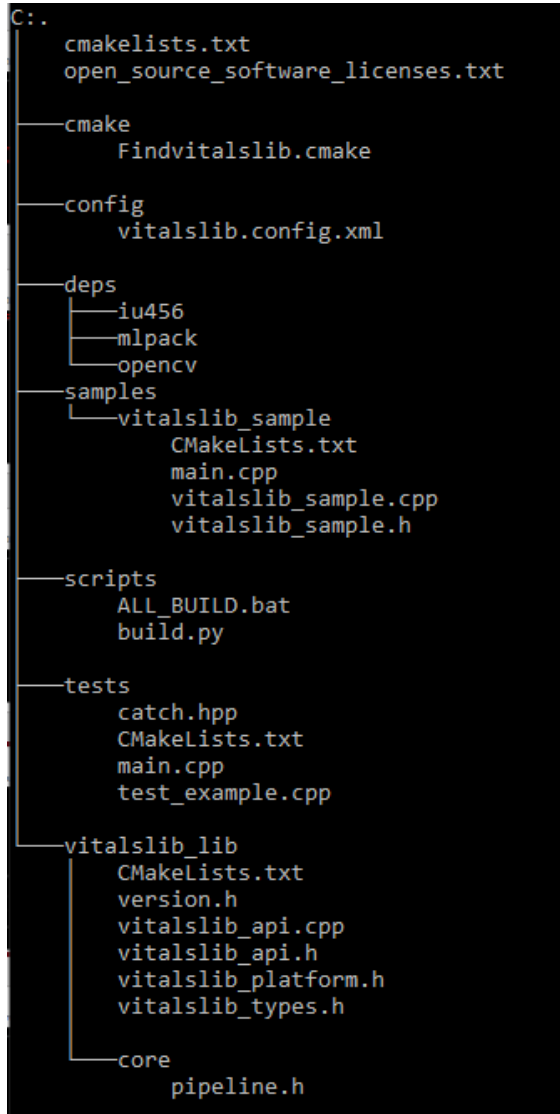 C:.
cmakelists.txt
open_source_software_licenses.txt
cmake
Findvitalslib.cmake
config
vitalslib.config.xml
deps
iu456
mlpack
opencv
samples
vitalslib_sample
CMakeLists.txt
main.cpp
vitalslib_sample.cpp
vitalslib_sample.h
scripts
ALL_BUILD.bat
build.py
tests
catch.hpp
CMakeLists.txt
main.cpp
test_example.cpp
vitalslib_lib
CMakeLists.txt
version.h
vitalslib_api.cpp
vitalslib_api.h
vitalslib_platform.h
vitalslib_types.h
core
pipeline.h